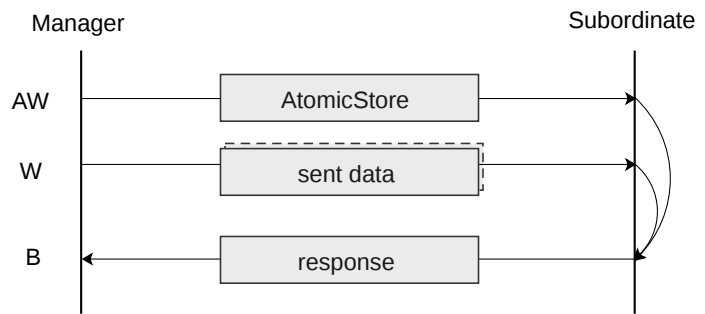 Manager
Subordinate
AW
AtomicStore
W
sent data
B
response